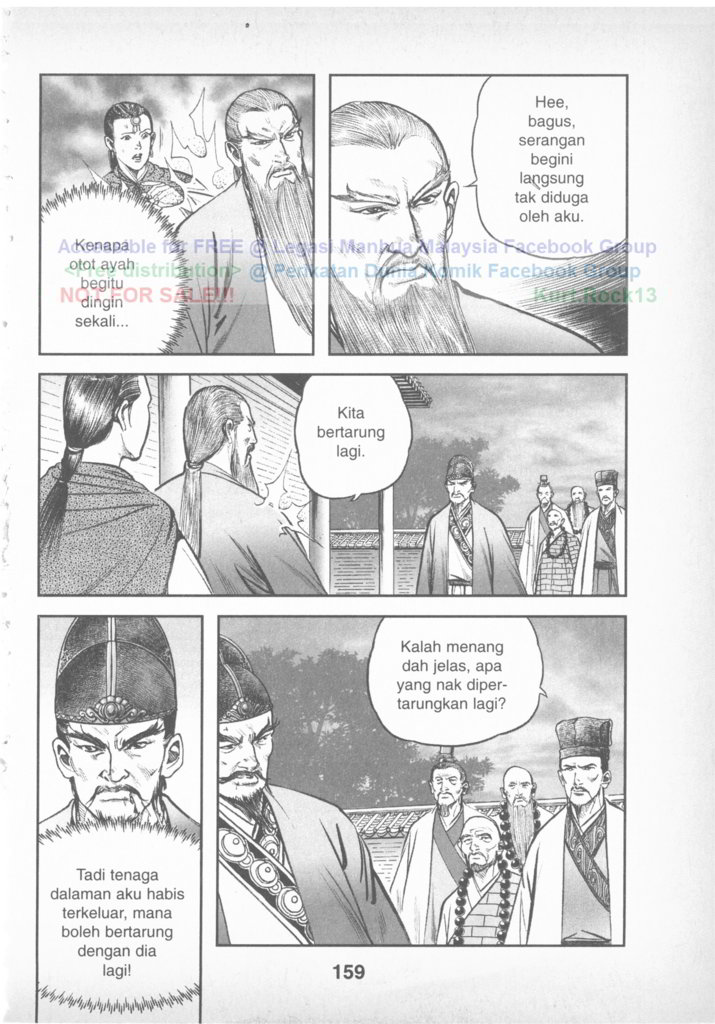 Hee,
bagus,
serangan
begini
langsung
tak diduga
oleh aku.
Kenapa
otot ayah
begitu
dingin
sekali...
Accessible for FREE @ Legasi Manhua Malaysia Facebook Group
<Free distribution> @ Perikatan Dunia Komik Facebook Group
NOT FOR SALE!!! Kurt.Rock13
Kita
bertarung
lagi.
Kalah menang
dah jelas, apa
yang nak diper-
tarungkan lagi?
Tadi tenaga
dalaman aku habis
terkeluar, mana
boleh bertarung
dengan dia
lagi!
159